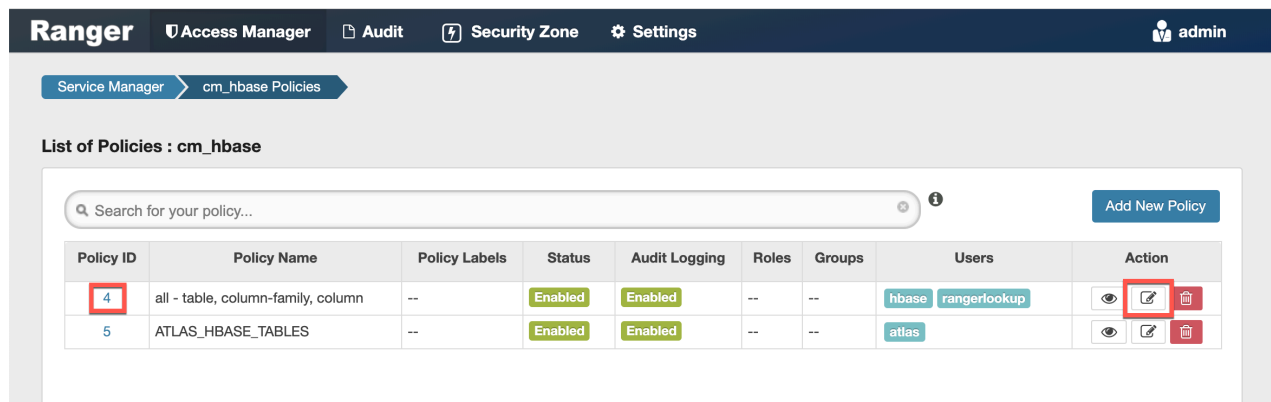 Ranger Access Manager Audit Security Zone Settings admin
Service Manager cm_hbase Policies
List of Policies : cm_hbase
Search for your policy... Add New Policy
Policy ID Policy Name Policy Labels Status Audit Logging Roles Groups Users Action
4 all - table, column-family, column -- Enabled Enabled -- -- hbase rangerlookup
5 ATLAS_HBASE_TABLES -- Enabled Enabled -- -- atlas